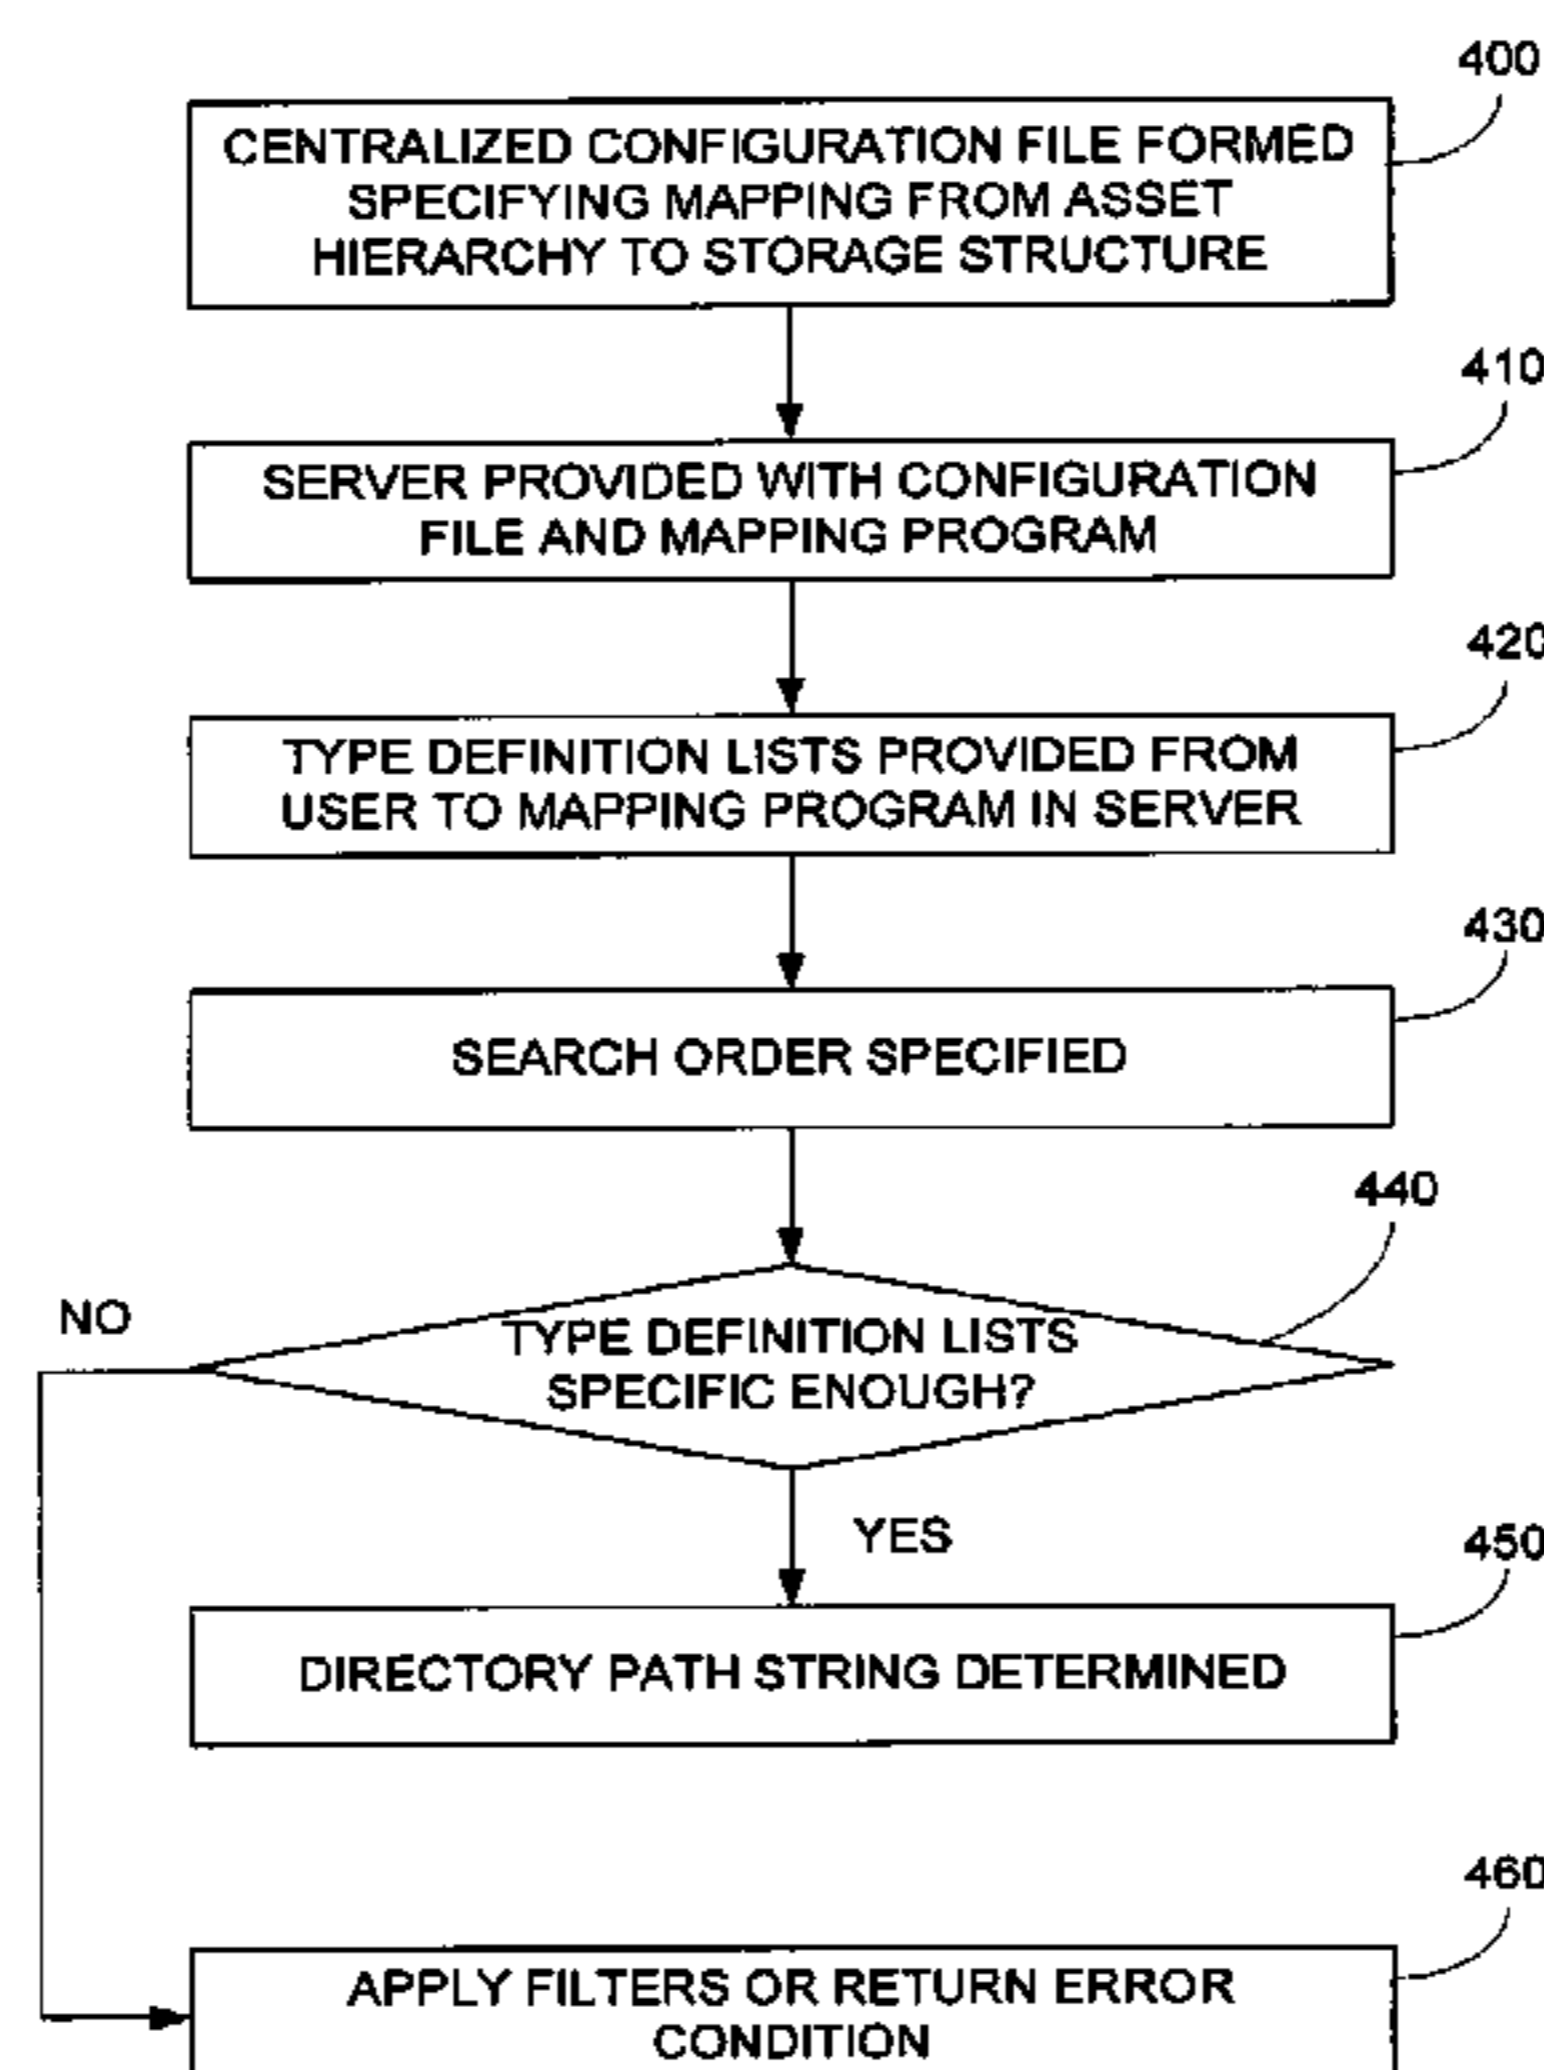 400
CENTRALIZED CONFIGURATION FILE FORMED
SPECIFYING MAPPING FROM ASSET
HIERARCHY TO STORAGE STRUCTURE
410
SERVER PROVIDED WITH CONFIGURATION
FILE AND MAPPING PROGRAM
420
TYPE DEFINITION LISTS PROVIDED FROM
USER TO MAPPING PROGRAM IN SERVER
430
SEARCH ORDER SPECIFIED
440
NO
TYPE DEFINITION LISTS
SPECIFIC ENOUGH?
YES
450
DIRECTORY PATH STRING DETERMINED
460
APPLY FILTERS OR RETURN ERROR
CONDITION